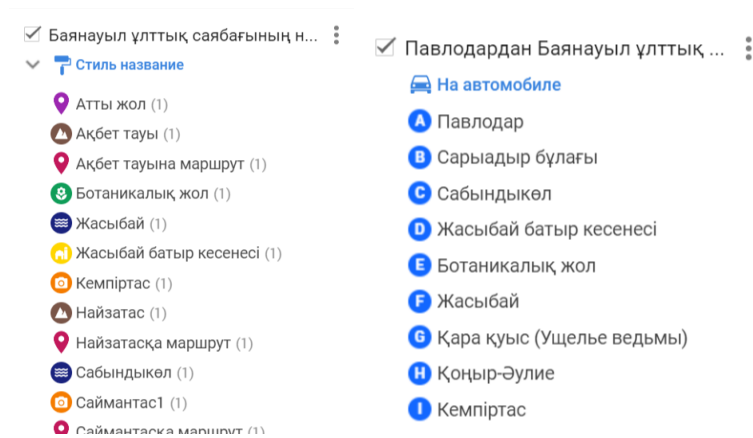 Баянауыл ұлттық саябағының н...
Стиль название
Атты жол (1)
Ақбет тауы (1)
Ақбет тауына маршрут (1)
Ботаникалық жол (1)
Жасыбай (1)
Жасыбай батыр кесенесі (1)
Кемпіртас (1)
Найзатас (1)
Найзатасқа маршрут (1)
Сабындыкөл (1)
Саймантас1 (1)
Саймантасқа маршрут (1)
Павлодардан Баянауыл ұлттық ...
На автомобиле
A Павлодар
B Сарыадыр бұлағы
C Сабындыкөл
D Жасыбай батыр кесенесі
E Ботаникалық жол
F Жасыбай
G Қара қуыс (Ущелье ведьмы)
H Қоңыр-Әулие
I Кемпіртас